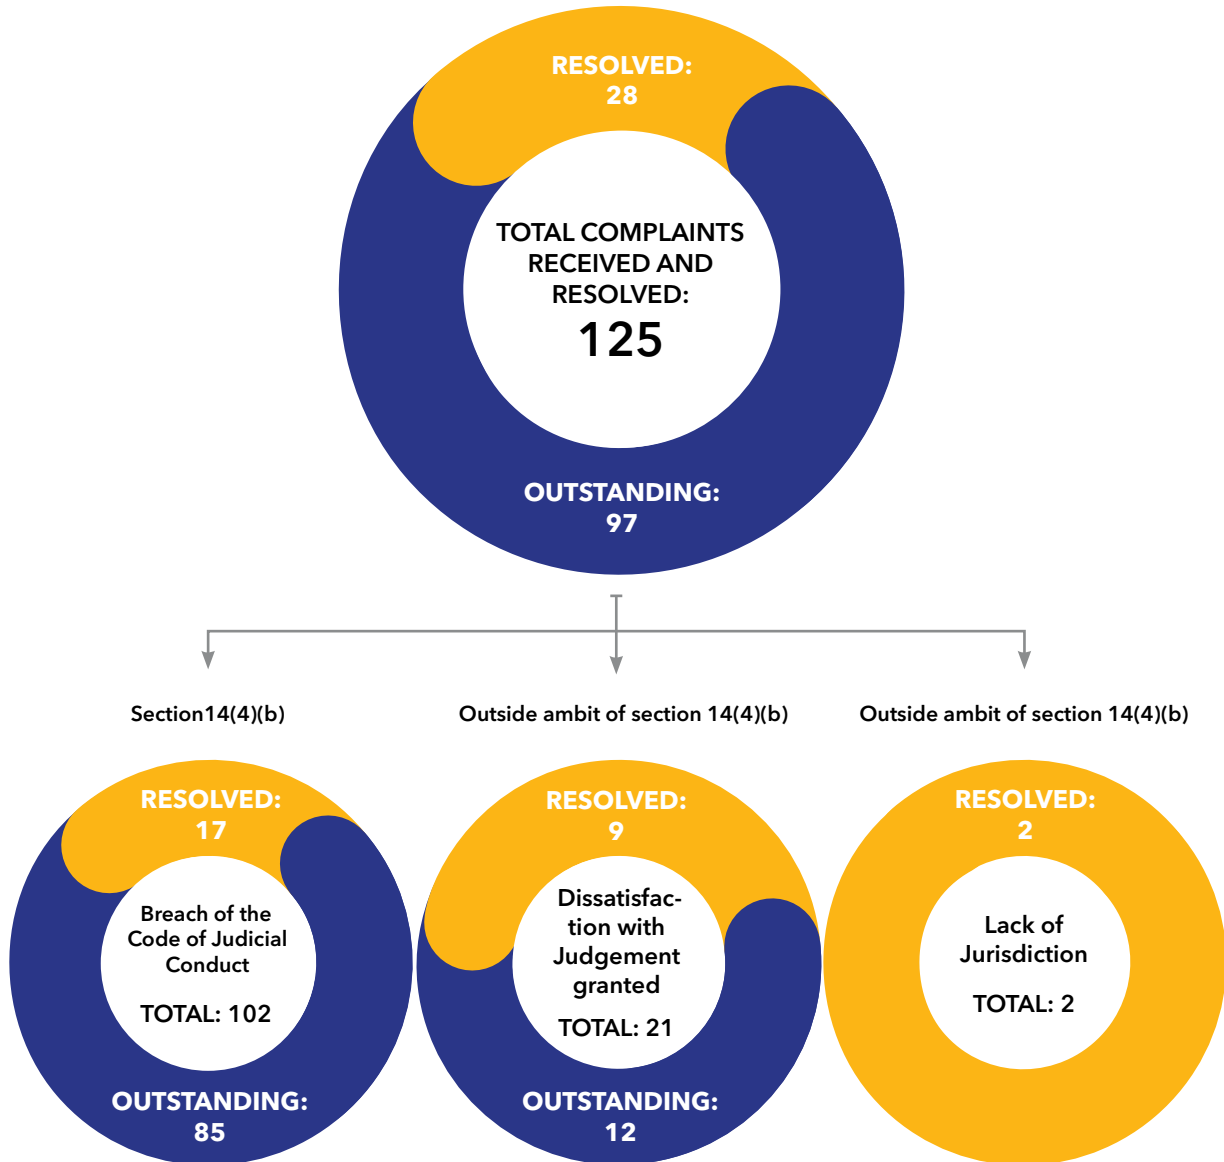 RESOLVED:
28
TOTAL COMPLAINTS
RECEIVED AND
RESOLVED:
125
OUTSTANDING:
97
Section14(4)(b)
Outside ambit of section 14(4)(b)
Outside ambit of section 14(4)(b)
RESOLVED:
17
Breach of the
Code of Judicial
Conduct
TOTAL: 102
OUTSTANDING:
85
RESOLVED:
9
Dissatisfac-
tion with
Judgement
granted
TOTAL: 21
OUTSTANDING:
12
RESOLVED:
2
Lack of
Jurisdiction
TOTAL: 2